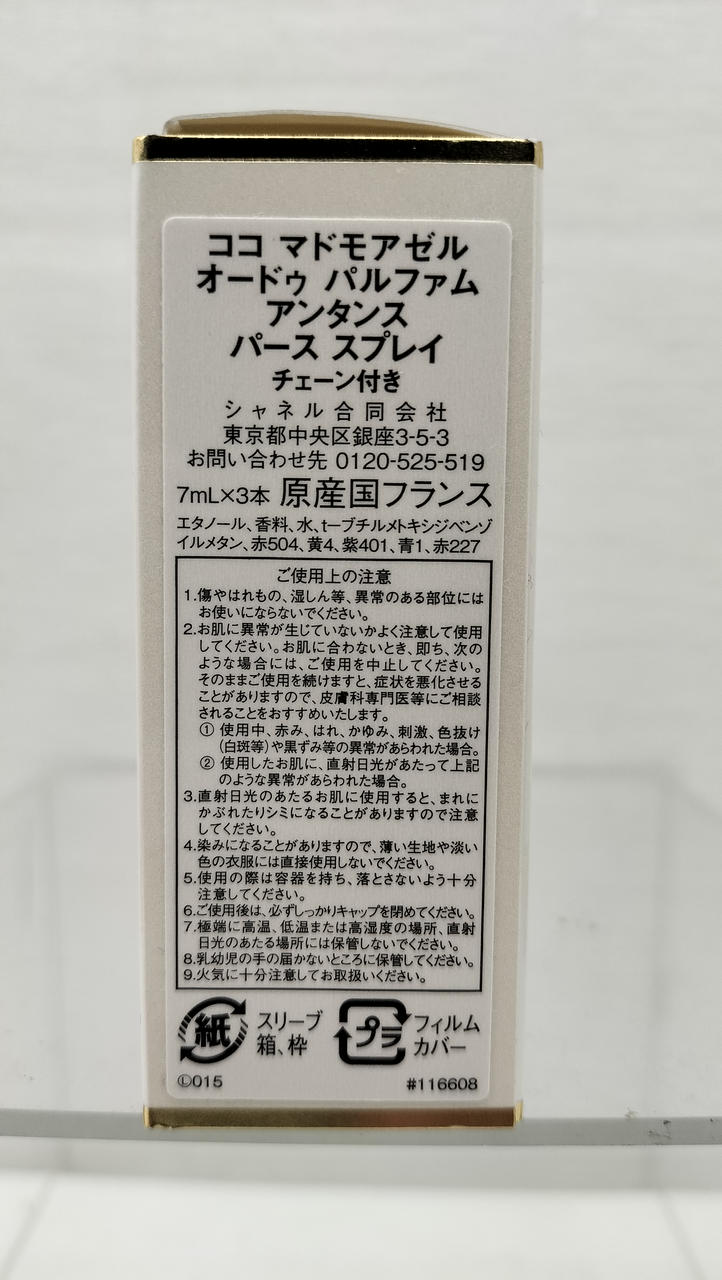 ココ マドモアゼル
オードゥ パルファム
アンタンス
パース スプレイ
チェーン付き
シャネル合同会社
東京都中央区銀座3-5-3
お問い合わせ先 0120-525-519
7mL×3本 原産国フランス
エタノール、香料、水、t-ブチルメトキシジベンゾ
イルメタン、赤504、黄4、紫401、青1、赤227
ご使用上の注意
1.傷やはれもの、湿しん等、異常のある部位には
お使いにならないでください。
2.お肌に異常が生じていないかよく注意して使用
してください。お肌に合わないとき、即ち、次の
ような場合には、ご使用を中止してください。
そのままご使用を続けますと、症状を悪化させる
ことがありますので、皮膚科専門医等にご相談
されることをおすすめいたします。
① 使用中、赤み、はれ、かゆみ、刺激、色抜け
(白斑等)や黒ずみ等の異常があらわれた場合。
② 使用したお肌に、直射日光があたって上記
のような異常があらわれた場合。
3.直射日光のあたるお肌に使用すると、まれに
かぶれたりシミになることがありますので注意
してください。
4.染みになることがありますので、薄い生地や淡い
色の衣服には直接使用しないでください。
5.使用の際は容器を持ち、落とさないよう十分
注意してください。
6.ご使用後は、必ずしっかりキャップを閉めてください。
7.極端に高温、低温または高湿度の場所、直射
日光のあたる場所には保管しないでください。
8.乳幼児の手の届かないところに保管してください。
9.火気に十分注意してお取扱いください。
紙 スリーブ
箱、枠
プラ フィルム
カバー
Ⓛ015 #116608